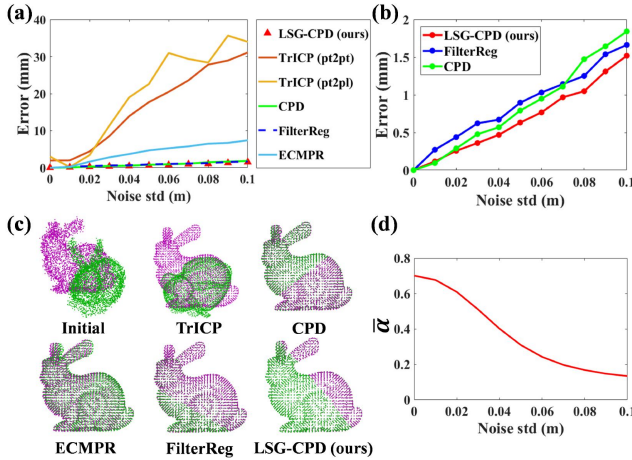 (a)
Error (mm)
40
30
20
10
0
0 0.02 0.04 0.06 0.08 0.1
Noise std (m)
LSG-CPD (ours)
TrICP (pt2pt)
TrICP (pt2pl)
CPD
FilterReg
ECMPR
(b)
Error (mm)
2
1.5
1
0.5
0
0 0.02 0.04 0.06 0.08 0.1
Noise std (m)
LSG-CPD (ours)
FilterReg
CPD
(c)
Initial TrICP CPD
ECMPR FilterReg LSG-CPD (ours)
(d)
ᾱ
0.8
0.6
0.4
0.2
0
0 0.02 0.04 0.06 0.08 0.1
Noise std (m)